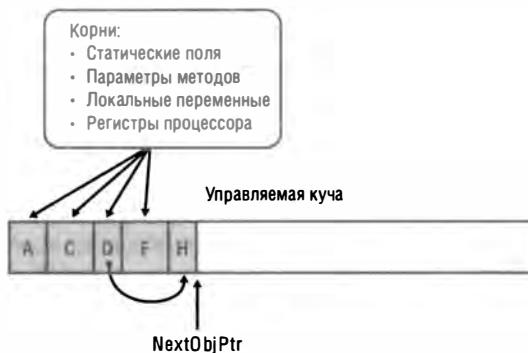 Корни:
• Статические поля
• Параметры методов
• Локальные переменные
• Регистры процессора
Управляемая куча
A C D F H
NextObjPtr